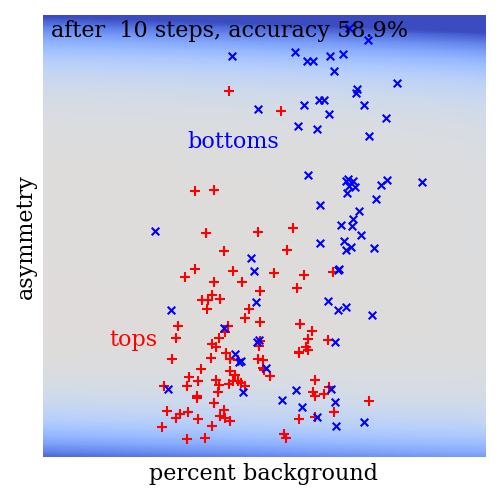 after  10 steps, accuracy 58.9%
bottoms
asymmetry
tops
percent background